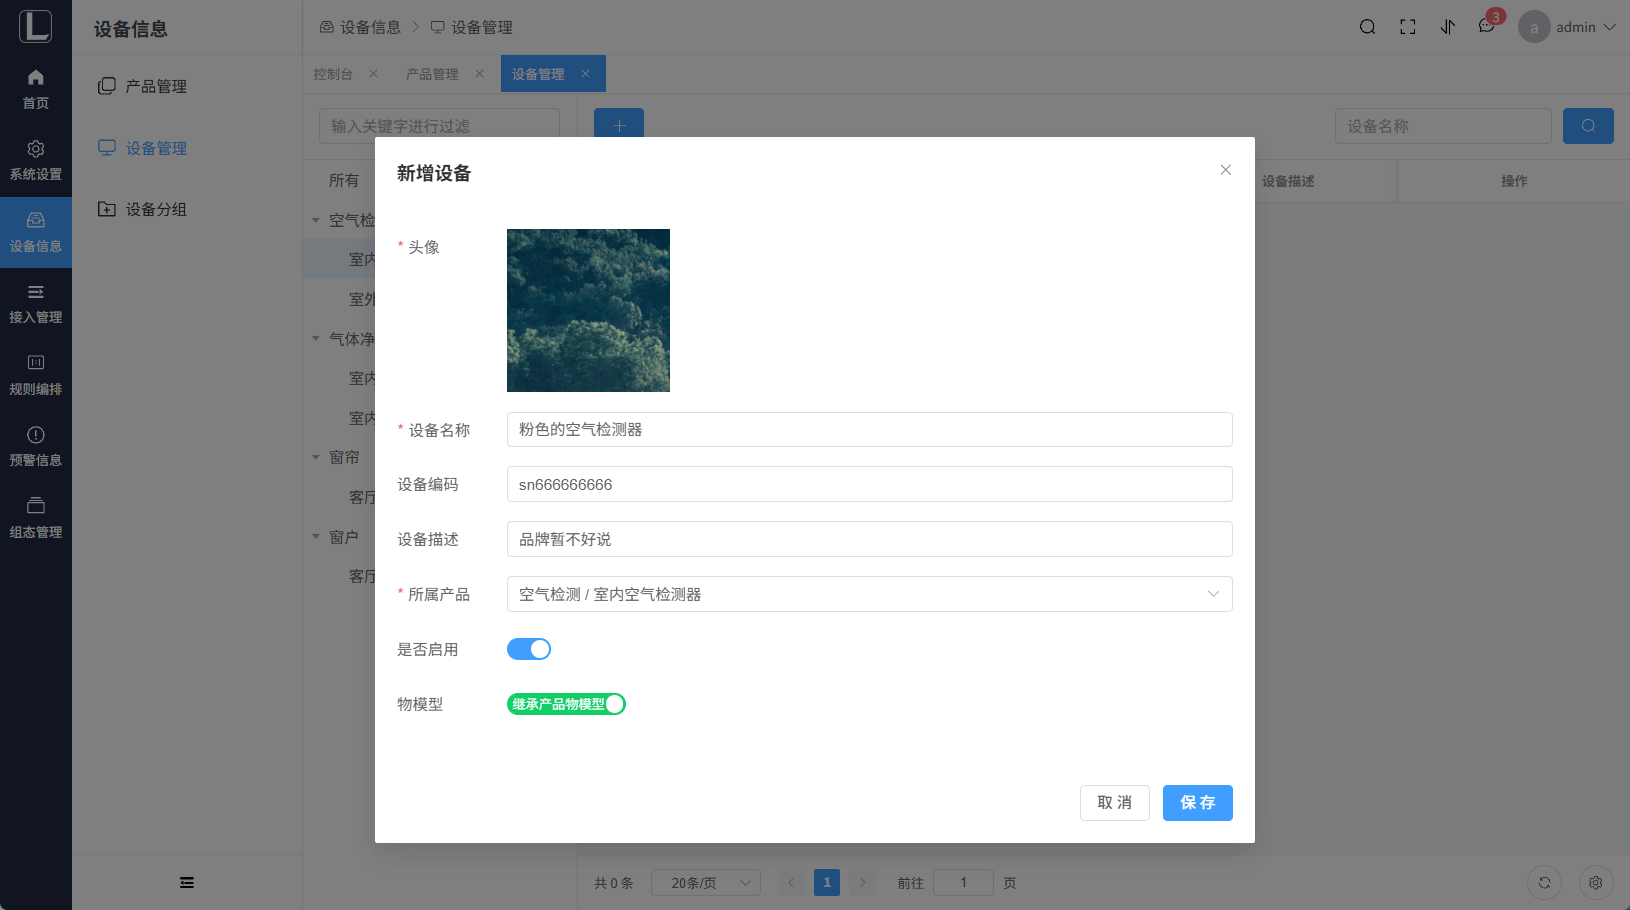 L
首页
系统设置
设备信息
接入管理
规则编排
预警信息
组态管理
设备信息
产品管理
设备管理
设备分组
设备信息
设备管理
3
a
admin
控制台
产品管理
设备管理
输入关键字进行过滤
设备名称
所有
空气检
室内
室外
气体净
室内
室内
窗帘
客厅
窗户
客厅
设备描述
操作
新增设备
* 头像
* 设备名称
粉色的空气检测器
设备编码
sn666666666
设备描述
品牌暂不好说
* 所属产品
空气检测 / 室内空气检测器
是否启用
物模型
继承产品物模型
取 消
保 存
共 0 条
20条/页
1
前往
1
页